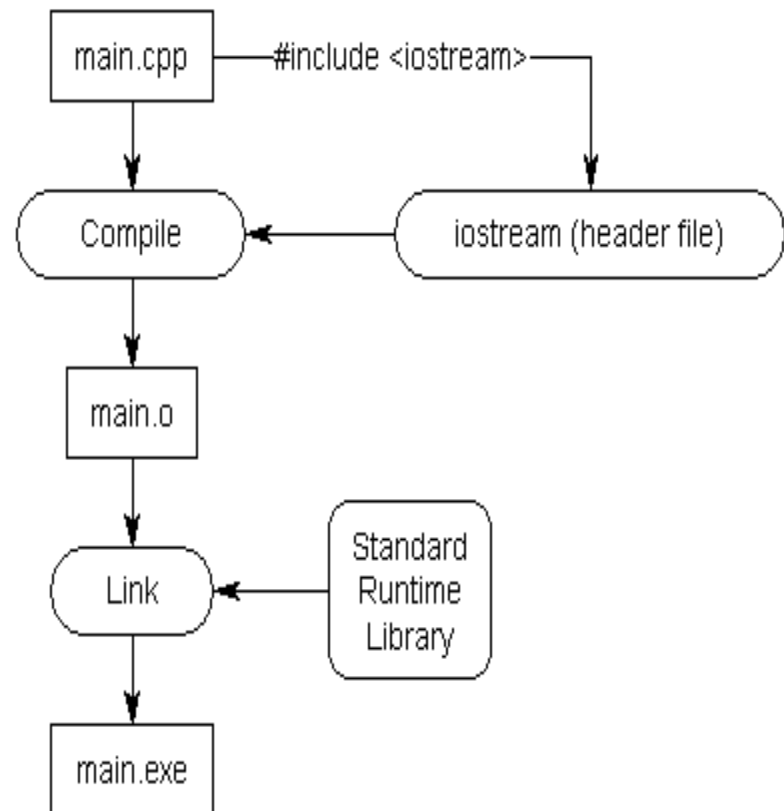 main.cpp
#include <iostream>
Compile
iostream (header file)
main.o
Standard
Runtime
Library
Link
main.exe